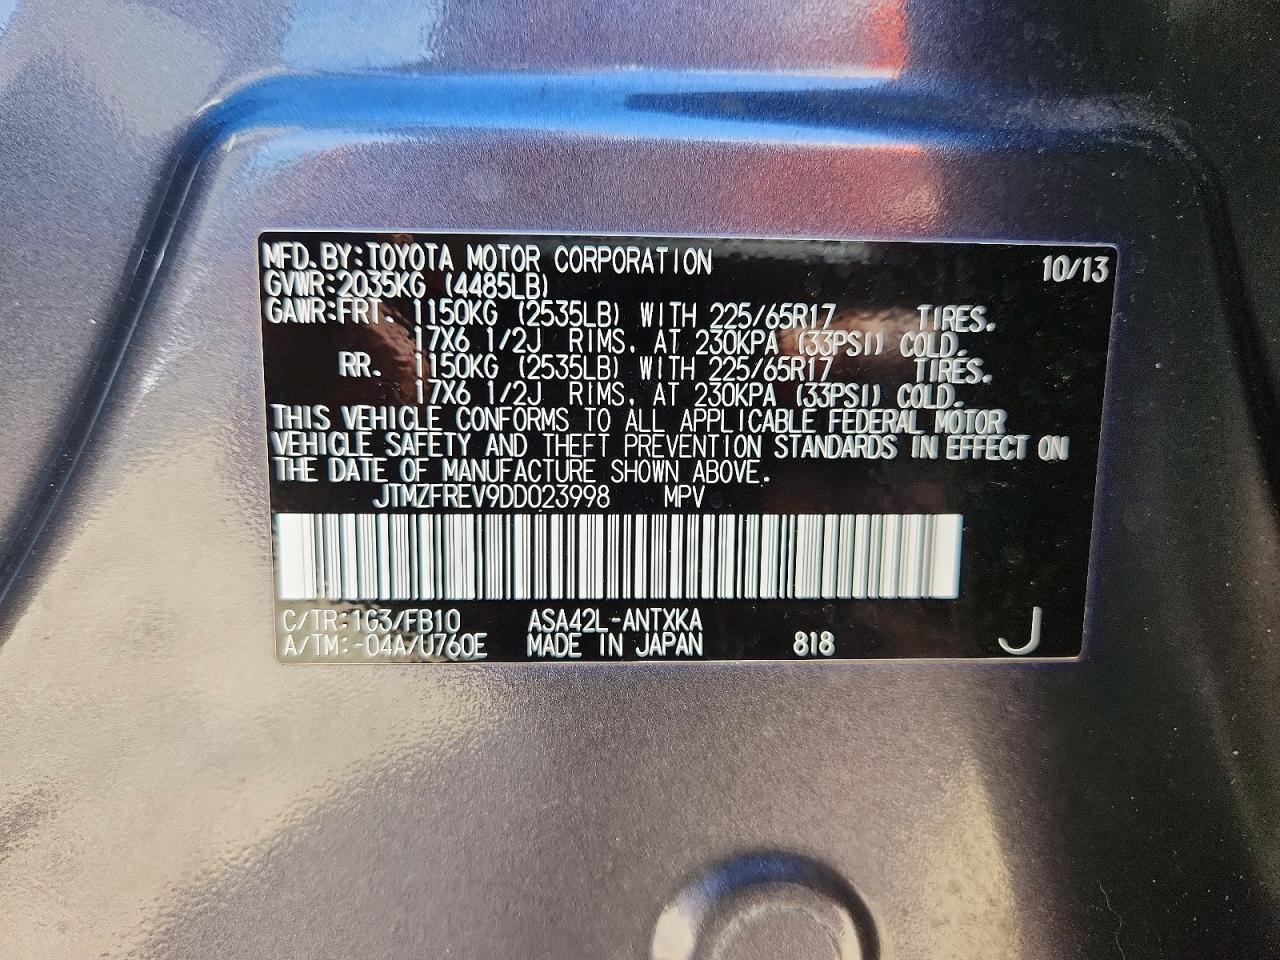 MFD. BY: TOYOTA MOTOR CORPORATION 10/13
GVWR: 2035KG (4485LB)
GAWR: FRT. 1150KG (2535LB) WITH 225/65R17 TIRES.
17X6 1/2J RIMS, AT 230KPA (33PSI) COLD.
RR. 1150KG (2535LB) WITH 225/65R17 TIRES.
17X6 1/2J RIMS, AT 230KPA (33PSI) COLD.
THIS VEHICLE CONFORMS TO ALL APPLICABLE FEDERAL MOTOR
VEHICLE SAFETY AND THEFT PREVENTION STANDARDS IN EFFECT ON
THE DATE OF MANUFACTURE SHOWN ABOVE.
JTMZFREV9DD023998 MPV
C/TR: 1G3/FB10 ASA42L-ANTXKA
A/TM: -04A/U760E MADE IN JAPAN 818 J